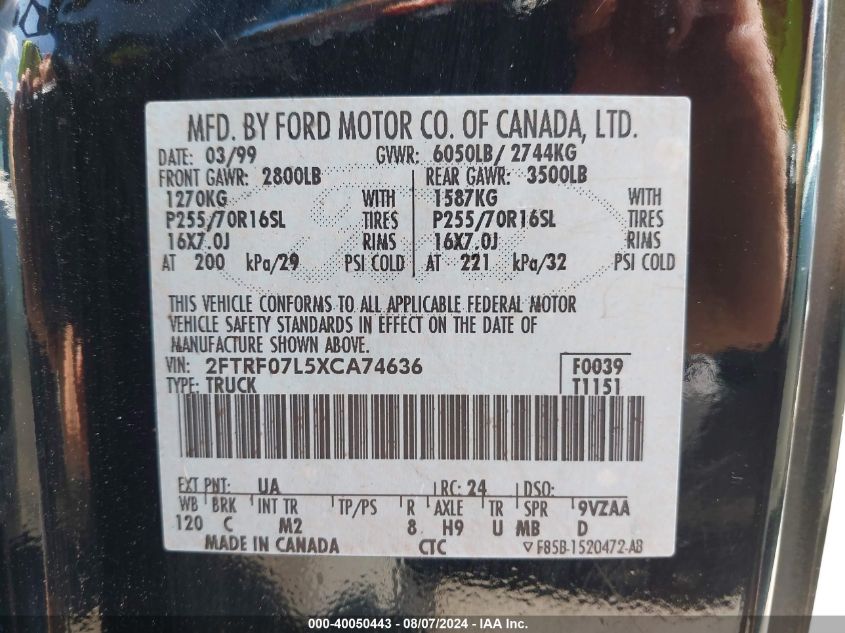 MFD. BY FORD MOTOR CO. OF CANADA, LTD.
DATE: 03/99 GVWR: 6050LB/ 2744KG
FRONT GAWR: 2800LB REAR GAWR: 3500LB
1270KG WITH 1587KG WITH
P255/70R16SL TIRES P255/70R16SL TIRES
16X7.0J RIMS 16X7.0J RIMS
AT 200 kPa/29 PSI COLD AT 221 kPa/32 PSI COLD
THIS VEHICLE CONFORMS TO ALL APPLICABLE FEDERAL MOTOR
VEHICLE SAFETY STANDARDS IN EFFECT ON THE DATE OF
MANUFACTURE SHOWN ABOVE.
VIN: 2FTRF07L5XCA74636 F0039
TYPE: TRUCK T1151
EXT PNT: UA RC: 24 DSO:
WB BRK INT TR TP/PS R AXLE TR SPR 9VZAA
120 C M2 8 H9 U MB D
MADE IN CANADA CTC F85B-1520472-AB
000-40050443 - 08/07/2024 - IAA Inc.